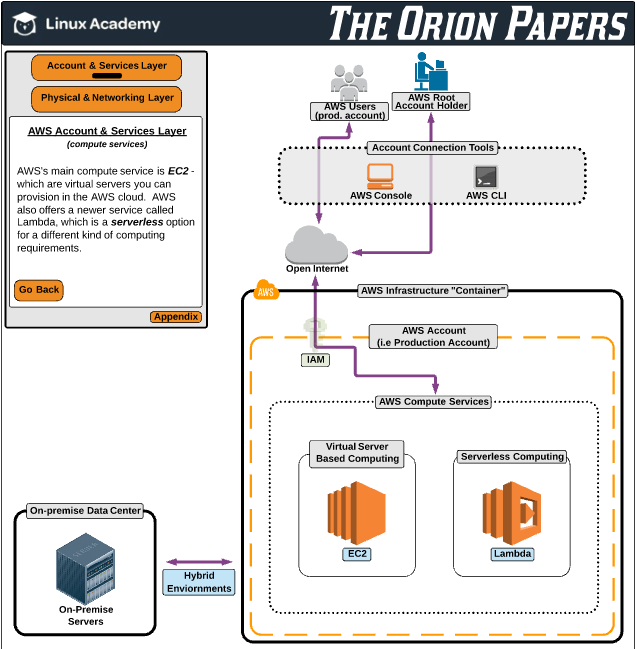 Linux Academy
THE ORION PAPERS
Account & Services Layer
Physical & Networking Layer
AWS Account & Services Layer
(compute services)
AWS's main compute service is EC2 -
which are virtual servers you can
provision in the AWS cloud. AWS
also offers a newer service called
Lambda, which is a serverless option
for a different kind of computing
requirements.
Go Back
Appendix
AWS Users
(prod. account)
AWS Root
Account Holder
Account Connection Tools
AWS Console
AWS CLI
Open Internet
AWS
AWS Infrastructure "Container"
AWS Account
(i.e Production Account)
IAM
AWS Compute Services
Virtual Server
Based Computing
EC2
Serverless Computing
Lambda
On-premise Data Center
On-Premise
Servers
Hybrid
Enviornments